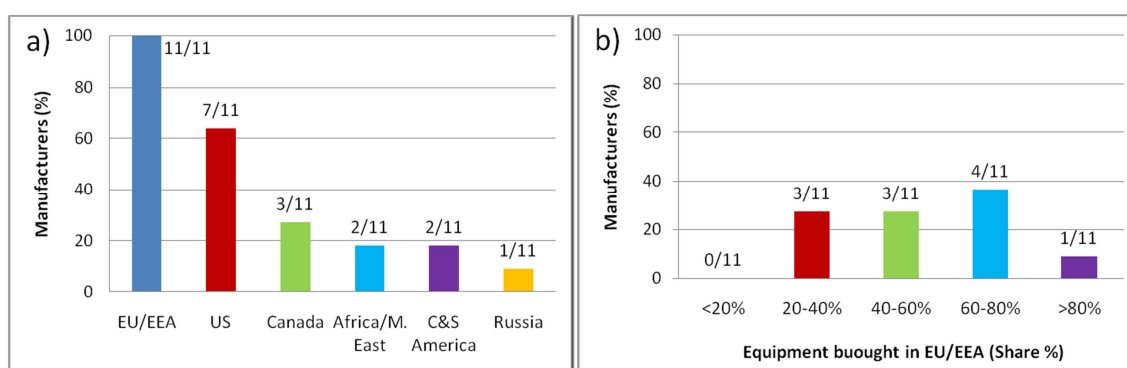 a)
Manufacturers (%)
100
80
60
40
20
0
11/11
7/11
3/11
2/11
2/11
1/11
EU/EEA
US
Canada
Africa/M.
East
C&S
America
Russia
b)
Manufacturers (%)
100
80
60
40
20
0
0/11
3/11
3/11
4/11
1/11
<20%
20-40%
40-60%
60-80%
>80%
Equipment buought in EU/EEA (Share %)